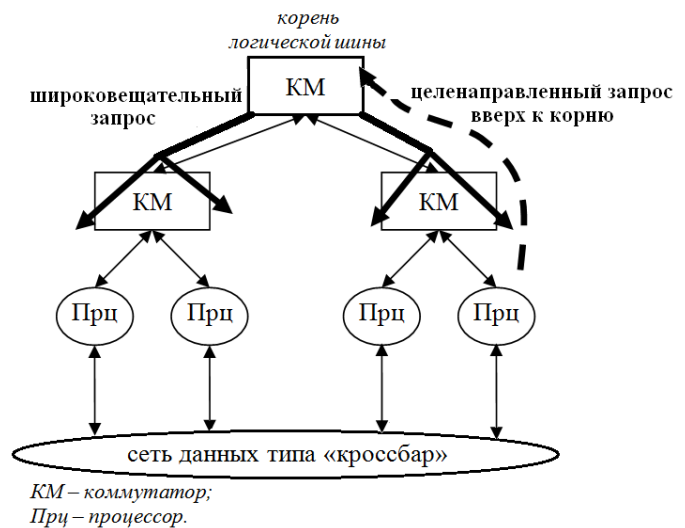 корень
логической шины
КМ
широковещательный
запрос
целенаправленный запрос
вверх к корню
КМ
КМ
Прц
Прц
Прц
Прц
сеть данных типа «кроссбар»
КМ – коммутатор;
Прц – процессор.